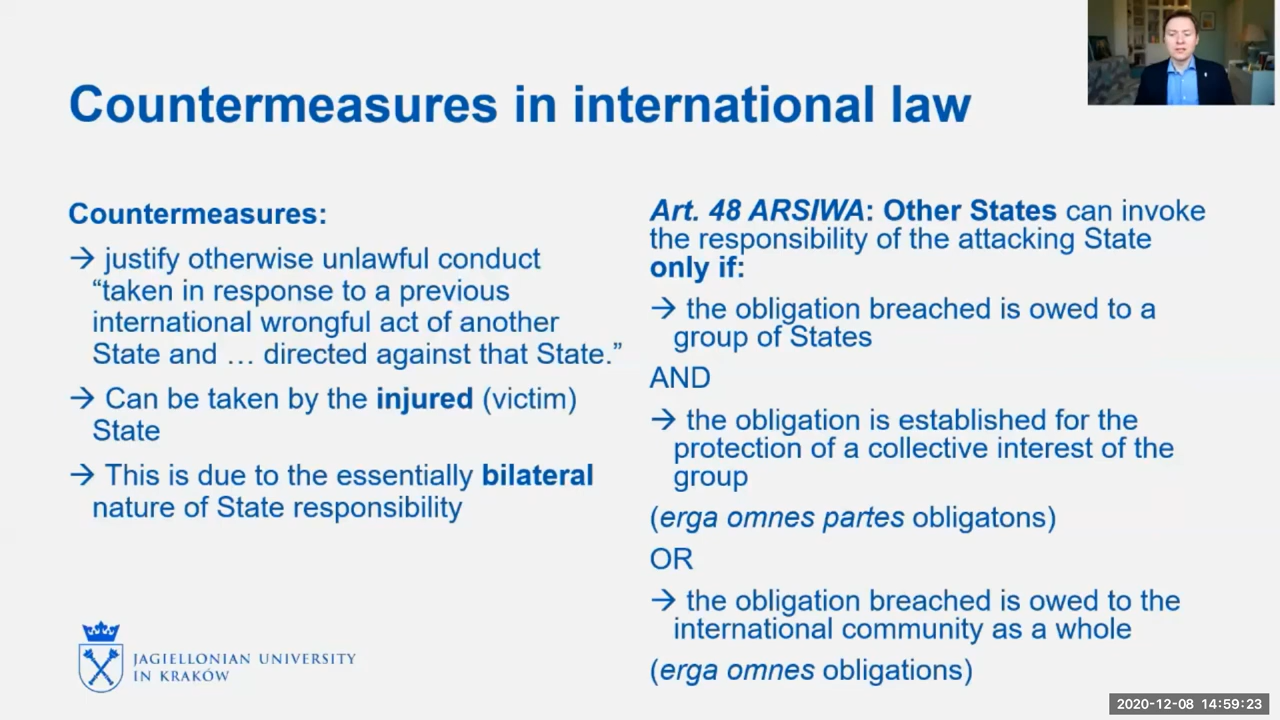 Countermeasures in international law
Countermeasures:
→ justify otherwise unlawful conduct
“taken in response to a previous
international wrongful act of another
State and … directed against that State.”
→ Can be taken by the injured (victim)
State
→ This is due to the essentially bilateral
nature of State responsibility
Art. 48 ARSIWA: Other States can invoke
the responsibility of the attacking State
only if:
→ the obligation breached is owed to a
group of States
AND
→ the obligation is established for the
protection of a collective interest of the
group
(erga omnes partes obligatons)
OR
→ the obligation breached is owed to the
international community as a whole
(erga omnes obligations)
JAGIELLONIAN UNIVERSITY
IN KRAKÓW
2020-12-08 14:59:23